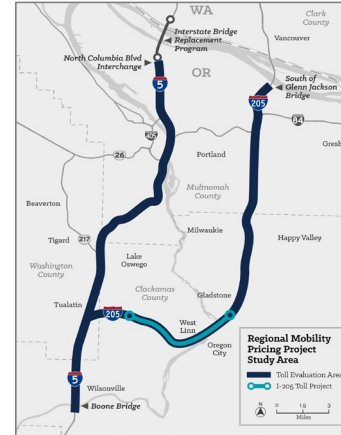 WA
Clark
County
Interstate Bridge
Replacement
Program
Vancouver
North Columbia Blvd
Interchange
OR
5
South of
Glenn Jackson
Bridge
205
84
405
26
Portland
Gresh
Multnomah
County
Beaverton
Milwaukie
Tigard
217
Happy Valley
Lake
Oswego
Washington
County
Clackamas
County
Tualatin
Gladstone
205
West
Linn
Oregon
City
5
Wilsonville
Boone Bridge
Regional Mobility
Pricing Project
Study Area
Toll Evaluation Area
I-205 Toll Project
N
0 1.5 3
Miles